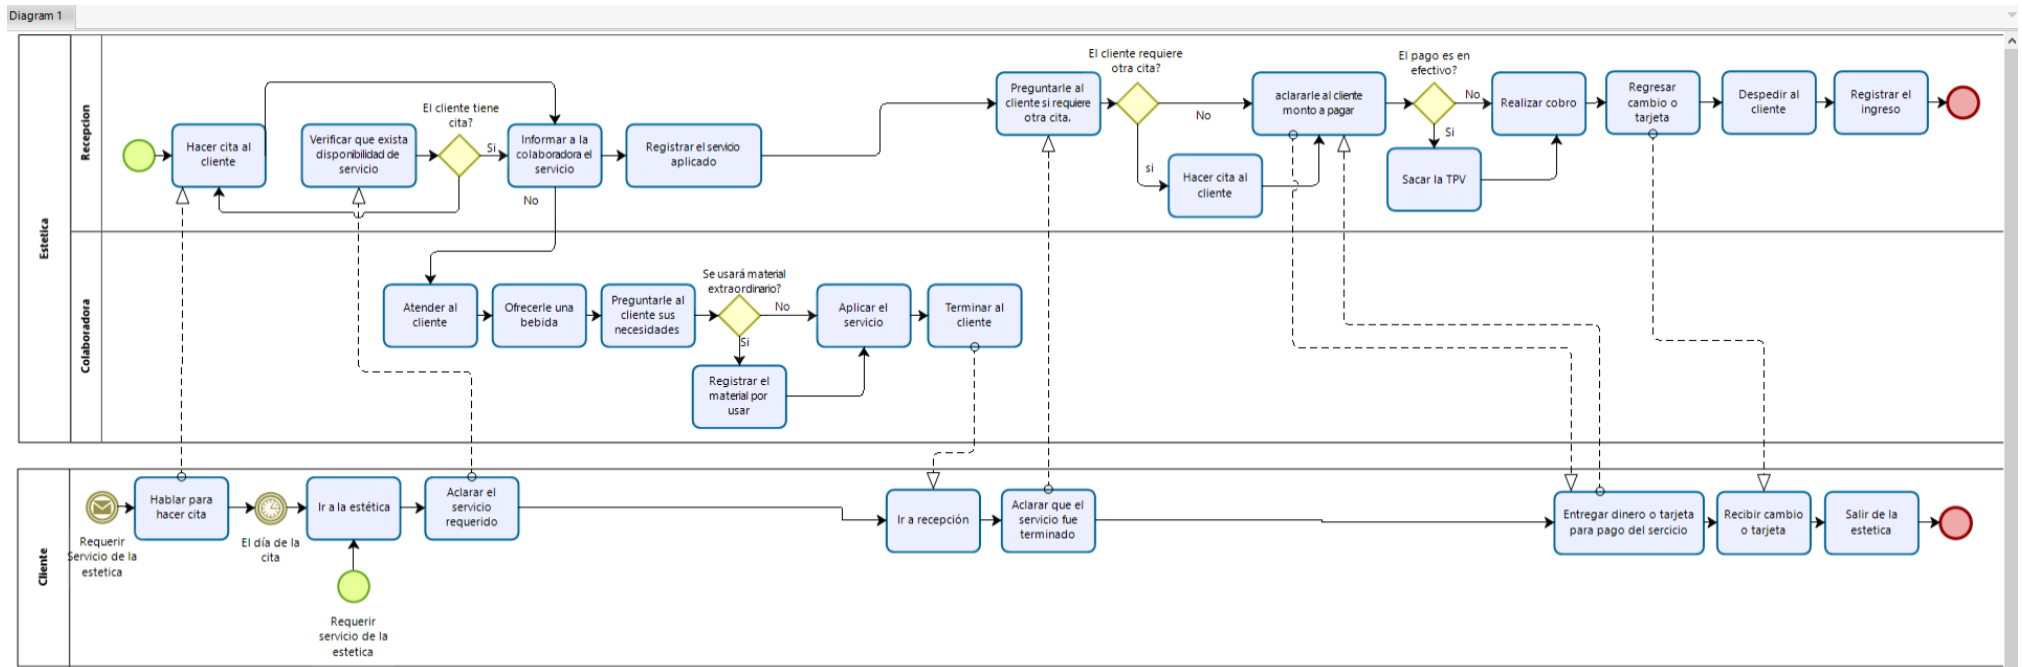 Diagram 1
Estetica
Recepcion
Hacer cita al
cliente
Verificar que exista
disponibilidad de
servicio
El cliente tiene
cita?
Si
No
Informar a la
colaboradora el
servicio
Registrar el servicio
aplicado
Preguntarle al
cliente si requiere
otra cita.
El cliente requiere
otra cita?
No
si
Hacer cita al
cliente
aclararle al cliente
monto a pagar
El pago es en
efectivo?
No
Si
Sacar la TPV
Realizar cobro
Regresar
cambio o
tarjeta
Despedir al
cliente
Registrar el
ingreso
Colaboradora
Atender al
cliente
Ofrecerle una
bebida
Preguntarle al
cliente sus
necesidades
Se usará material
extraordinario?
No
Si
Registrar el
material por
usar
Aplicar el
servicio
Terminar al
cliente
Cliente
Requerir
Servicio de la
estetica
Hablar para
hacer cita
El día de la
cita
Ir a la estética
Requerir
servicio de la
estetica
Aclarar el
servicio
requerido
Ir a recepción
Aclarar que el
servicio fue
terminado
Entregar dinero o tarjeta
para pago del sercicio
Recibir cambio
o tarjeta
Salir de la
estetica